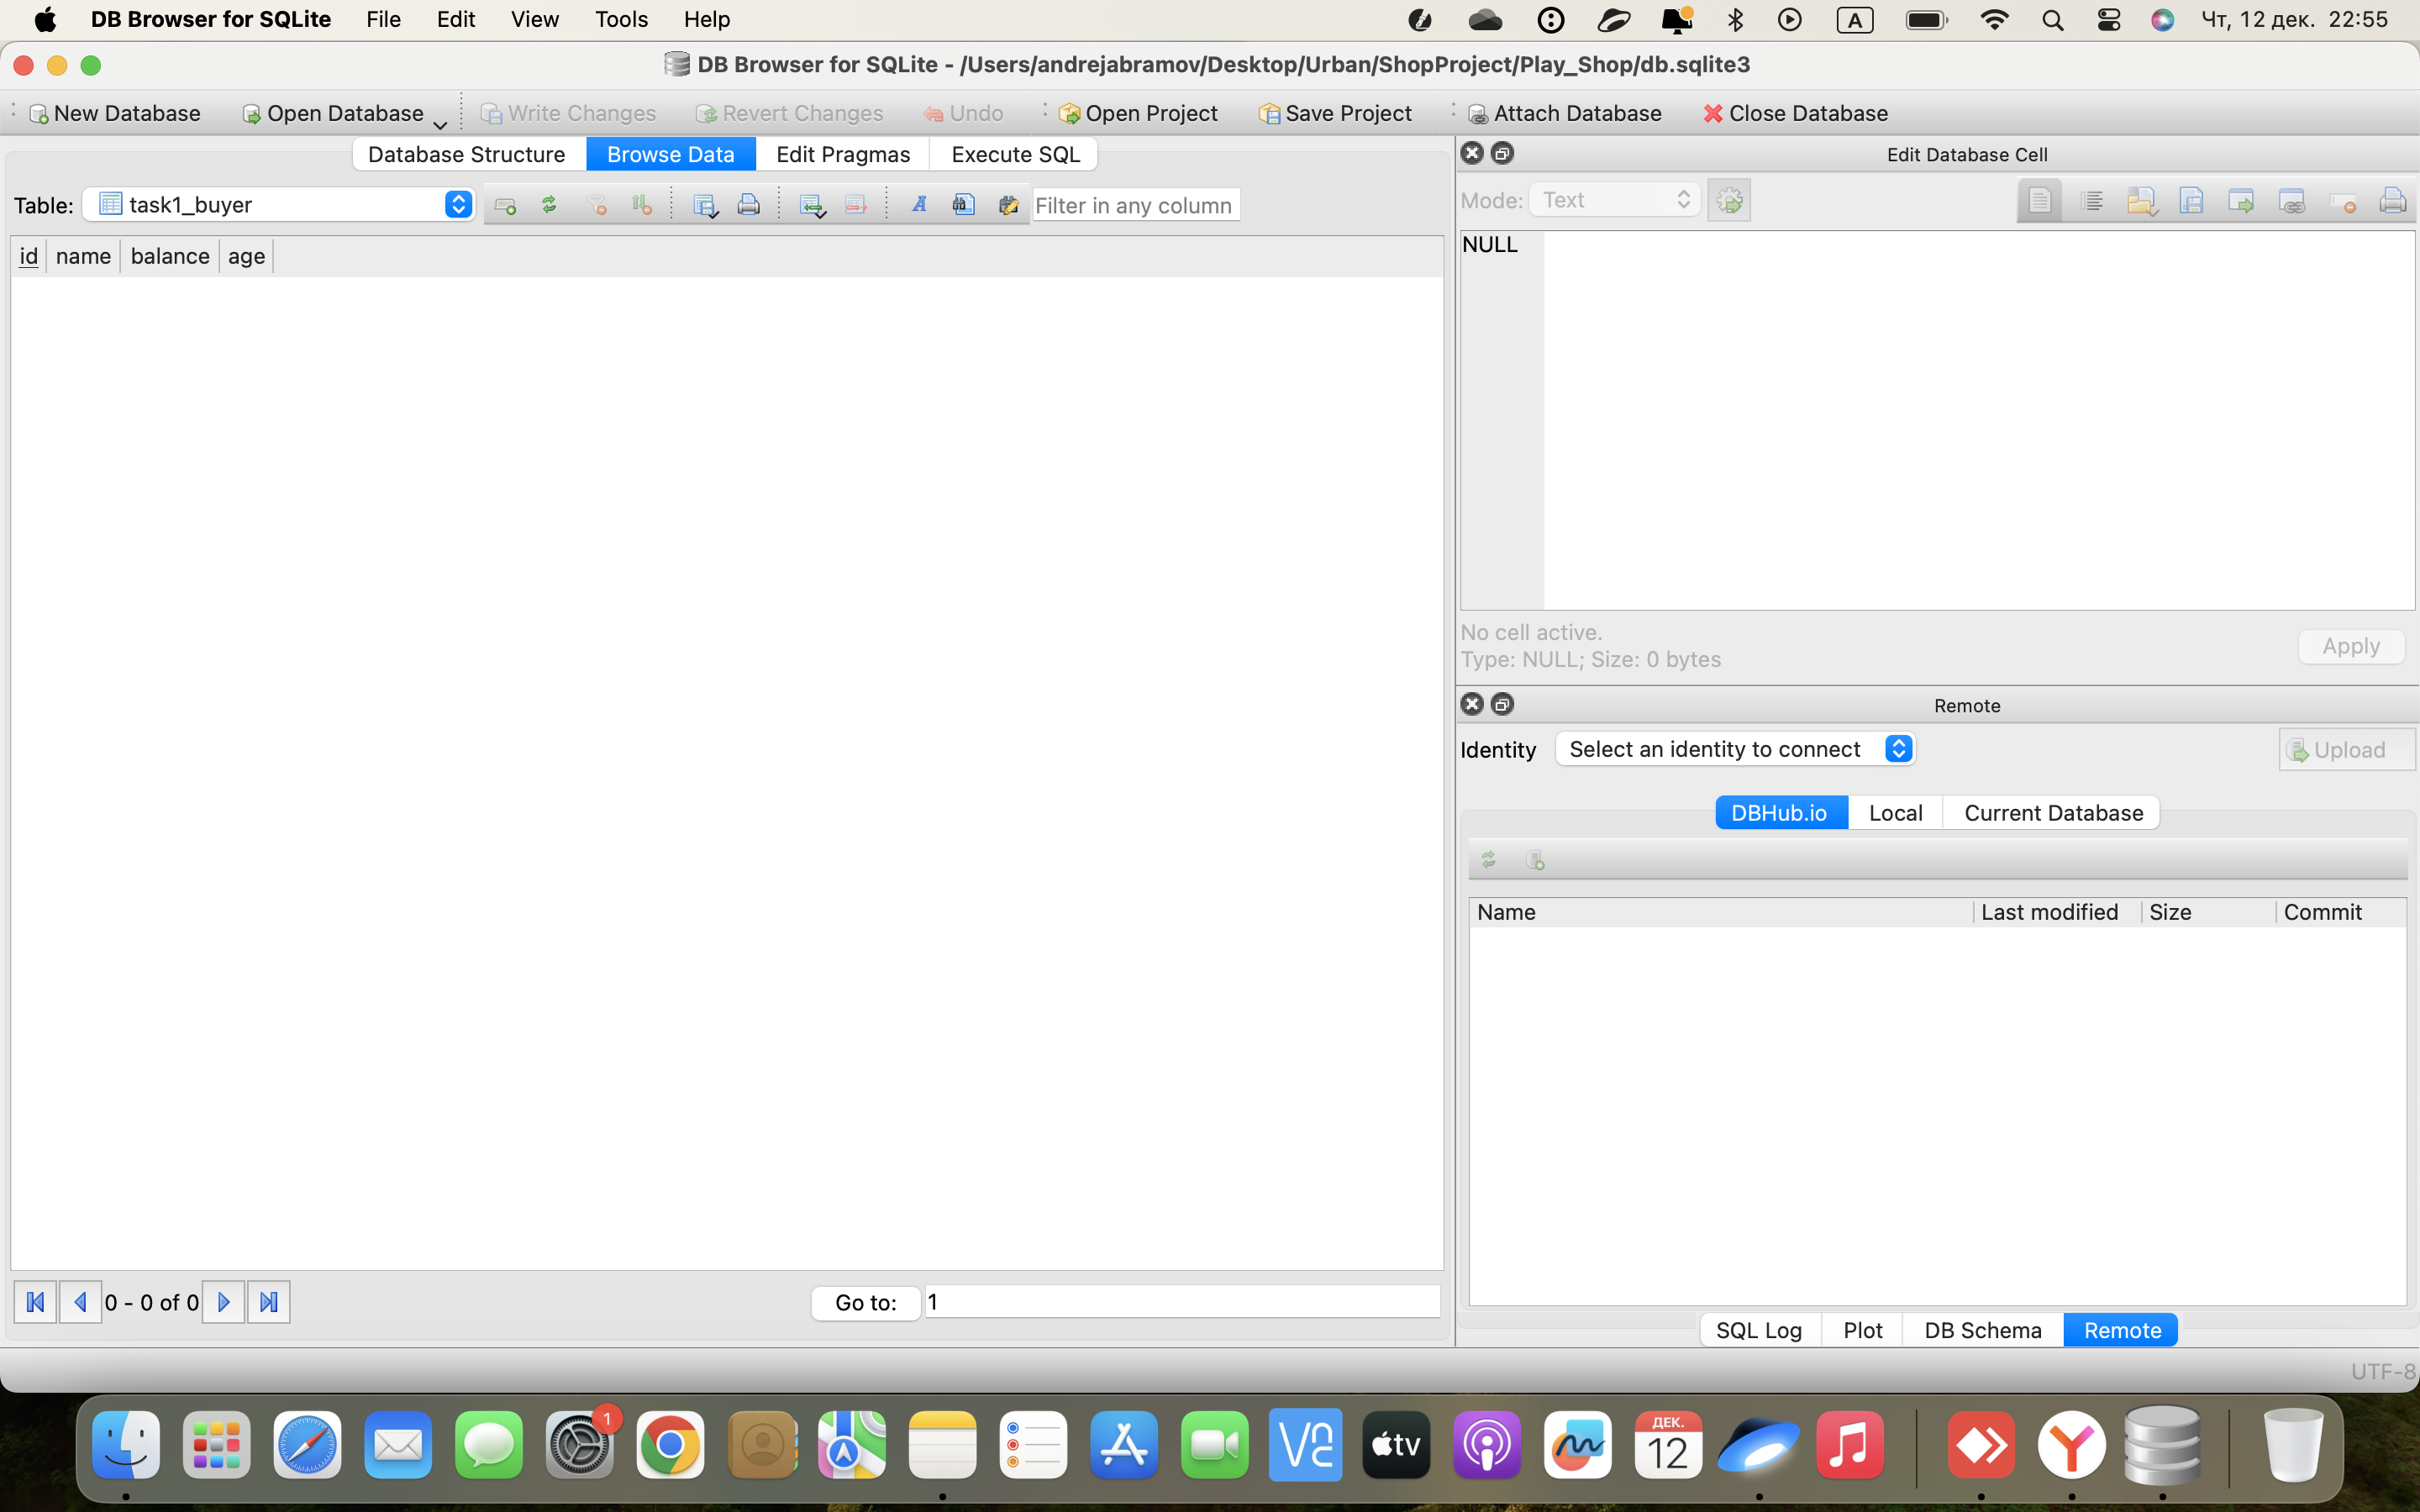 DB Browser for SQLite File Edit View Tools Help A Чт, 12 дек. 22:55
DB Browser for SQLite - /Users/andrejabramov/Desktop/Urban/ShopProject/Play_Shop/db.sqlite3
New Database Open Database Write Changes Revert Changes Undo Open Project Save Project Attach Database Close Database
Database Structure Browse Data Edit Pragmas Execute SQL
Table: task1_buyer Filter in any column
id name balance age
0 - 0 of 0 Go to: 1
Edit Database Cell
Mode: Text
NULL
No cell active.
Type: NULL; Size: 0 bytes
Apply
Remote
Identity Select an identity to connect Upload
DBHub.io Local Current Database
Name Last modified Size Commit
SQL Log Plot DB Schema Remote
UTF-8
1
tv
ДЕК.
12